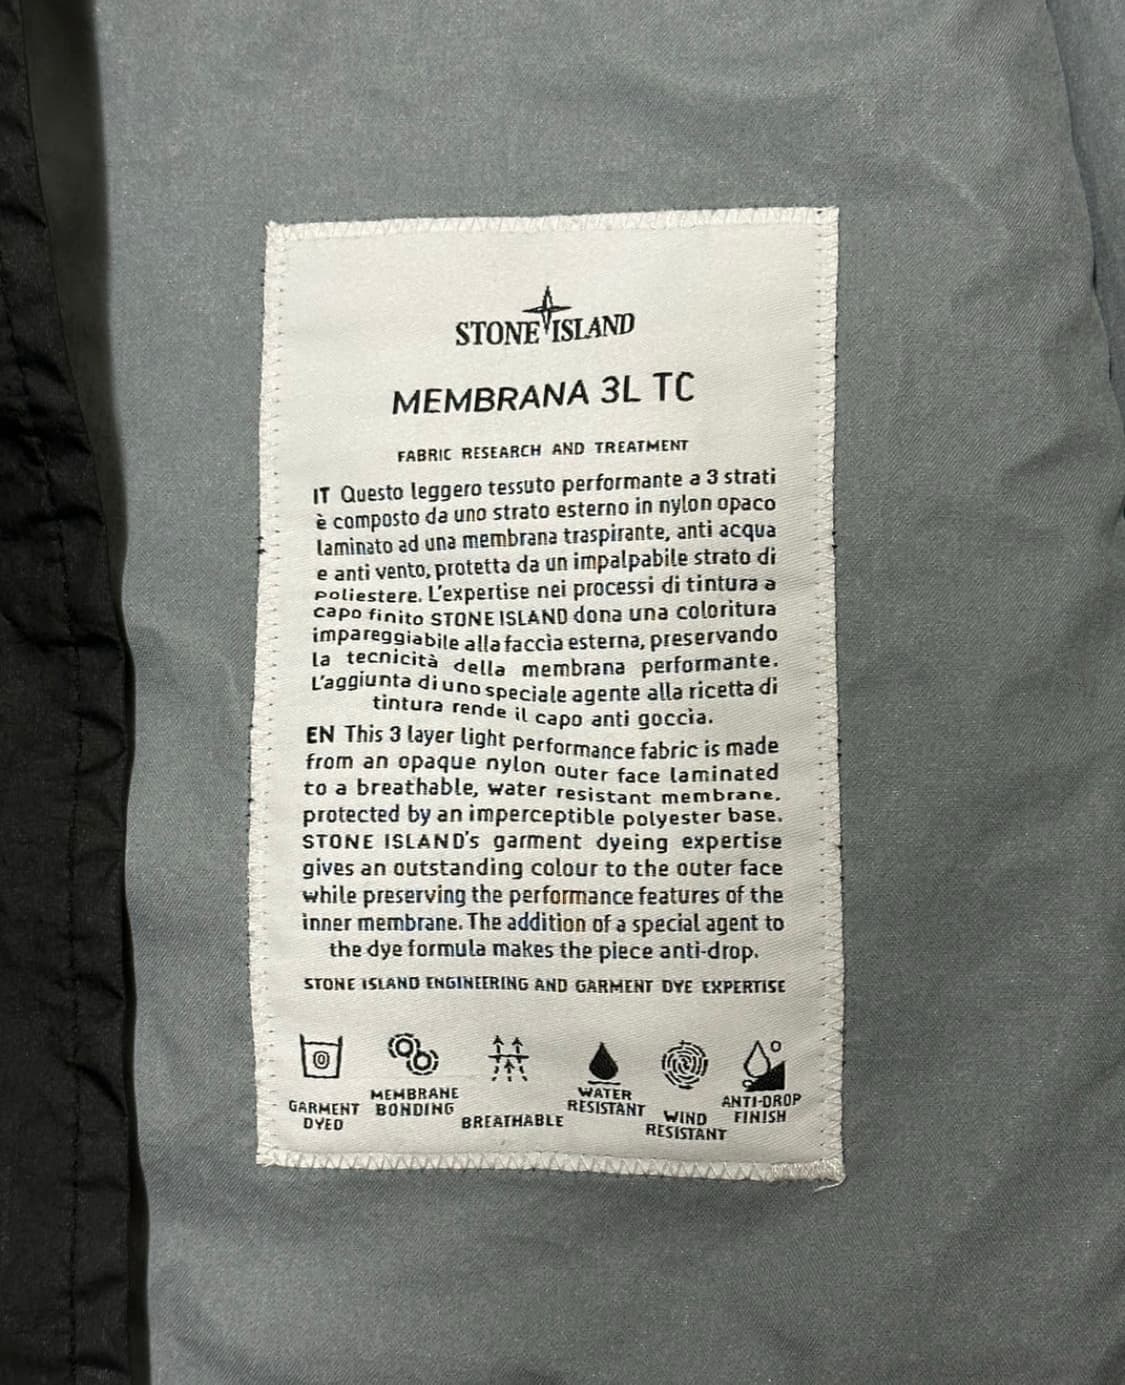 STONE ISLAND
MEMBRANA 3L TC
FABRIC RESEARCH AND TREATMENT
IT Questo leggero tessuto performante a 3 strati
è composto da uno strato esterno in nylon opaco
laminato ad una membrana traspirante, anti acqua
e anti vento, protetta da un impalpabile strato di
poliestere. L'expertise nei processi di tintura a
capo finito STONE ISLAND dona una coloritura
impareggiabile alla faccia esterna, preservando
la tecnicità della membrana performante.
L'aggiunta di uno speciale agente alla ricetta di
tintura rende il capo anti goccia.
EN This 3 layer light performance fabric is made
from an opaque nylon outer face laminated
to a breathable, water resistant membrane,
protected by an imperceptible polyester base.
STONE ISLAND's garment dyeing expertise
gives an outstanding colour to the outer face
while preserving the performance features of the
inner membrane. The addition of a special agent to
the dye formula makes the piece anti-drop.
STONE ISLAND ENGINEERING AND GARMENT DYE EXPERTISE
GARMENT
DYED
MEMBRANE
BONDING
BREATHABLE
WATER
RESISTANT
WIND
RESISTANT
ANTI-DROP
FINISH